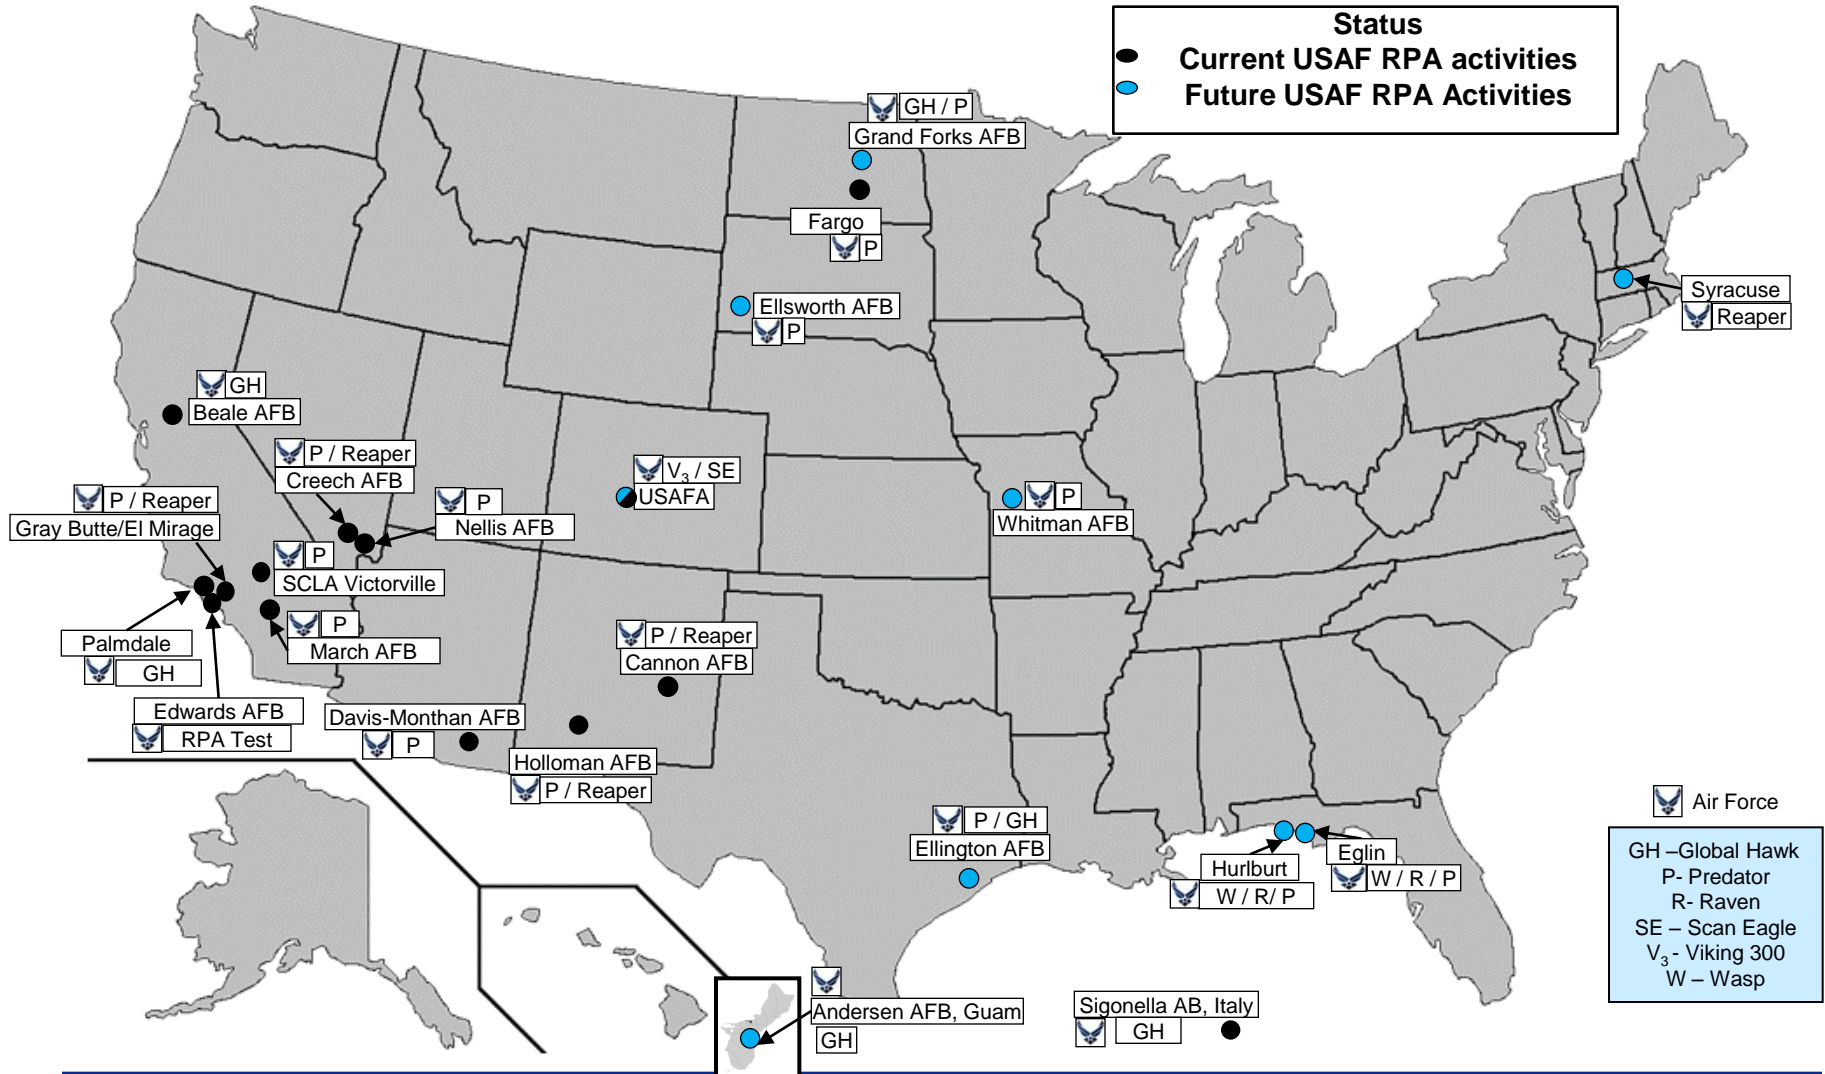 Status
Current USAF RPA activities
Future USAF RPA Activities
GH / P
Grand Forks AFB
Fargo
P
Ellsworth AFB
P
Syracuse
Reaper
GH
Beale AFB
P / Reaper
Creech AFB
P / Reaper
Gray Butte/El Mirage
P
Nellis AFB
V3 / SE
USAFA
P
Whitman AFB
P
SCLA Victorville
P
March AFB
Palmdale
GH
Edwards AFB
RPA Test
P / Reaper
Cannon AFB
Davis-Monthan AFB
P
Holloman AFB
P / Reaper
P / GH
Ellington AFB
Hurlburt
W / R/ P
Eglin
W / R / P
Air Force
GH –Global Hawk
P- Predator
R- Raven
SE – Scan Eagle
V3 - Viking 300
W – Wasp
Andersen AFB, Guam
GH
Sigonella AB, Italy
GH